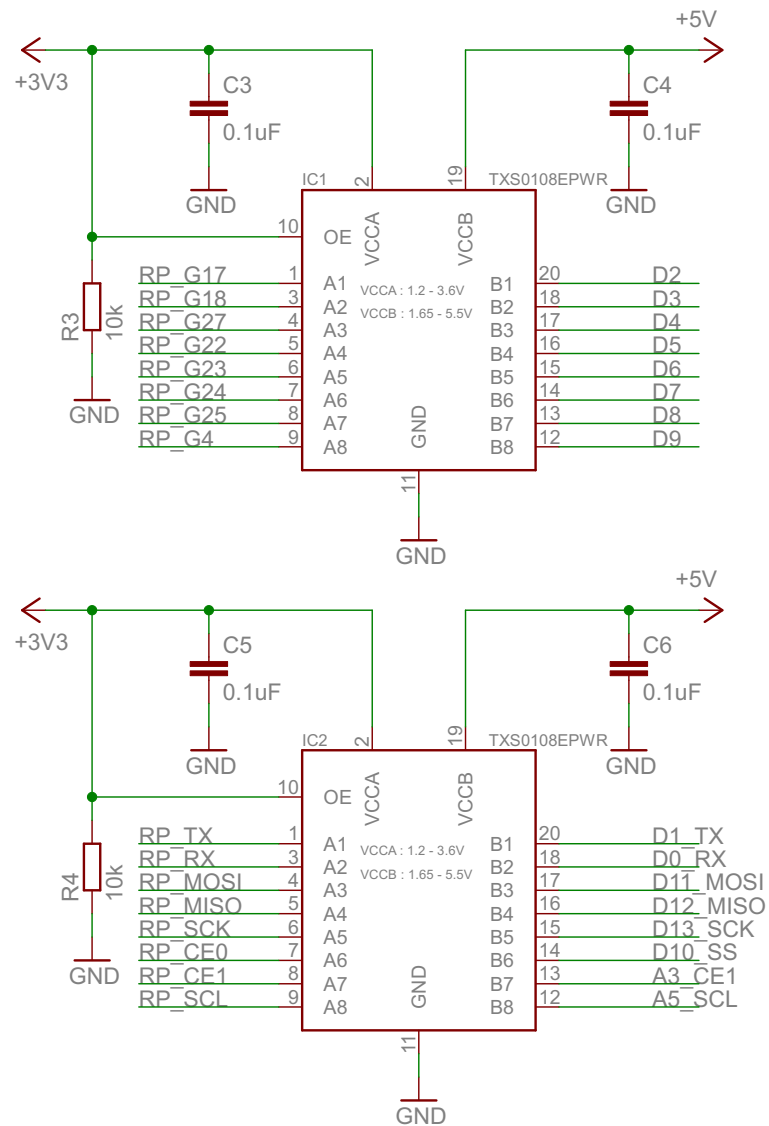 +5V
+3V3
C3
0.1uF
C4
0.1uF
GND
GND
IC1
2
19
TXS0108EPWR
10
OE
VCCA
VCCB
RP_G17
1
A1
VCCA : 1.2 - 3.6V
B1
20
D2
RP_G18
3
A2
VCCB : 1.65 - 5.5V
B2
18
D3
RP_G27
4
A3
B3
17
D4
RP_G22
5
A4
B4
16
D5
RP_G23
6
A5
B5
15
D6
RP_G24
7
A6
B6
14
D7
RP_G25
8
A7
B7
13
D8
RP_G4
9
A8
B8
12
D9
R3
10k
GND
GND
11
GND
+5V
+3V3
C5
0.1uF
C6
0.1uF
GND
GND
IC2
2
19
TXS0108EPWR
10
OE
VCCA
VCCB
RP_TX
1
A1
VCCA : 1.2 - 3.6V
B1
20
D1_TX
RP_RX
3
A2
VCCB : 1.65 - 5.5V
B2
18
D0_RX
RP_MOSI
4
A3
B3
17
D11_MOSI
RP_MISO
5
A4
B4
16
D12_MISO
RP_SCK
6
A5
B5
15
D13_SCK
RP_CE0
7
A6
B6
14
D10_SS
RP_CE1
8
A7
B7
13
A3_CE1
RP_SCL
9
A8
B8
12
A5_SCL
R4
10k
GND
GND
11
GND